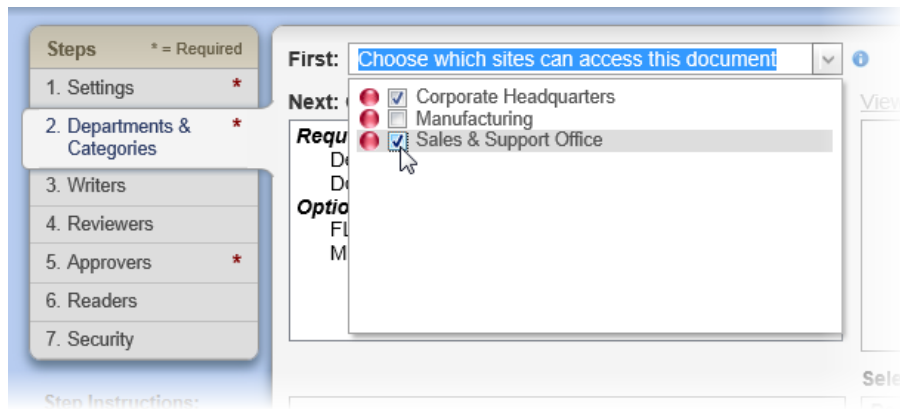 Steps * = Required
1. Settings *
2. Departments & *
Categories
3. Writers
4. Reviewers
5. Approvers *
6. Readers
7. Security
Step Instructions:
First: Choose which sites can access this document
Corporate Headquarters
Manufacturing
Sales & Support Office
Next:
View
Requ
De
Do
Optio
FL
M
Sele